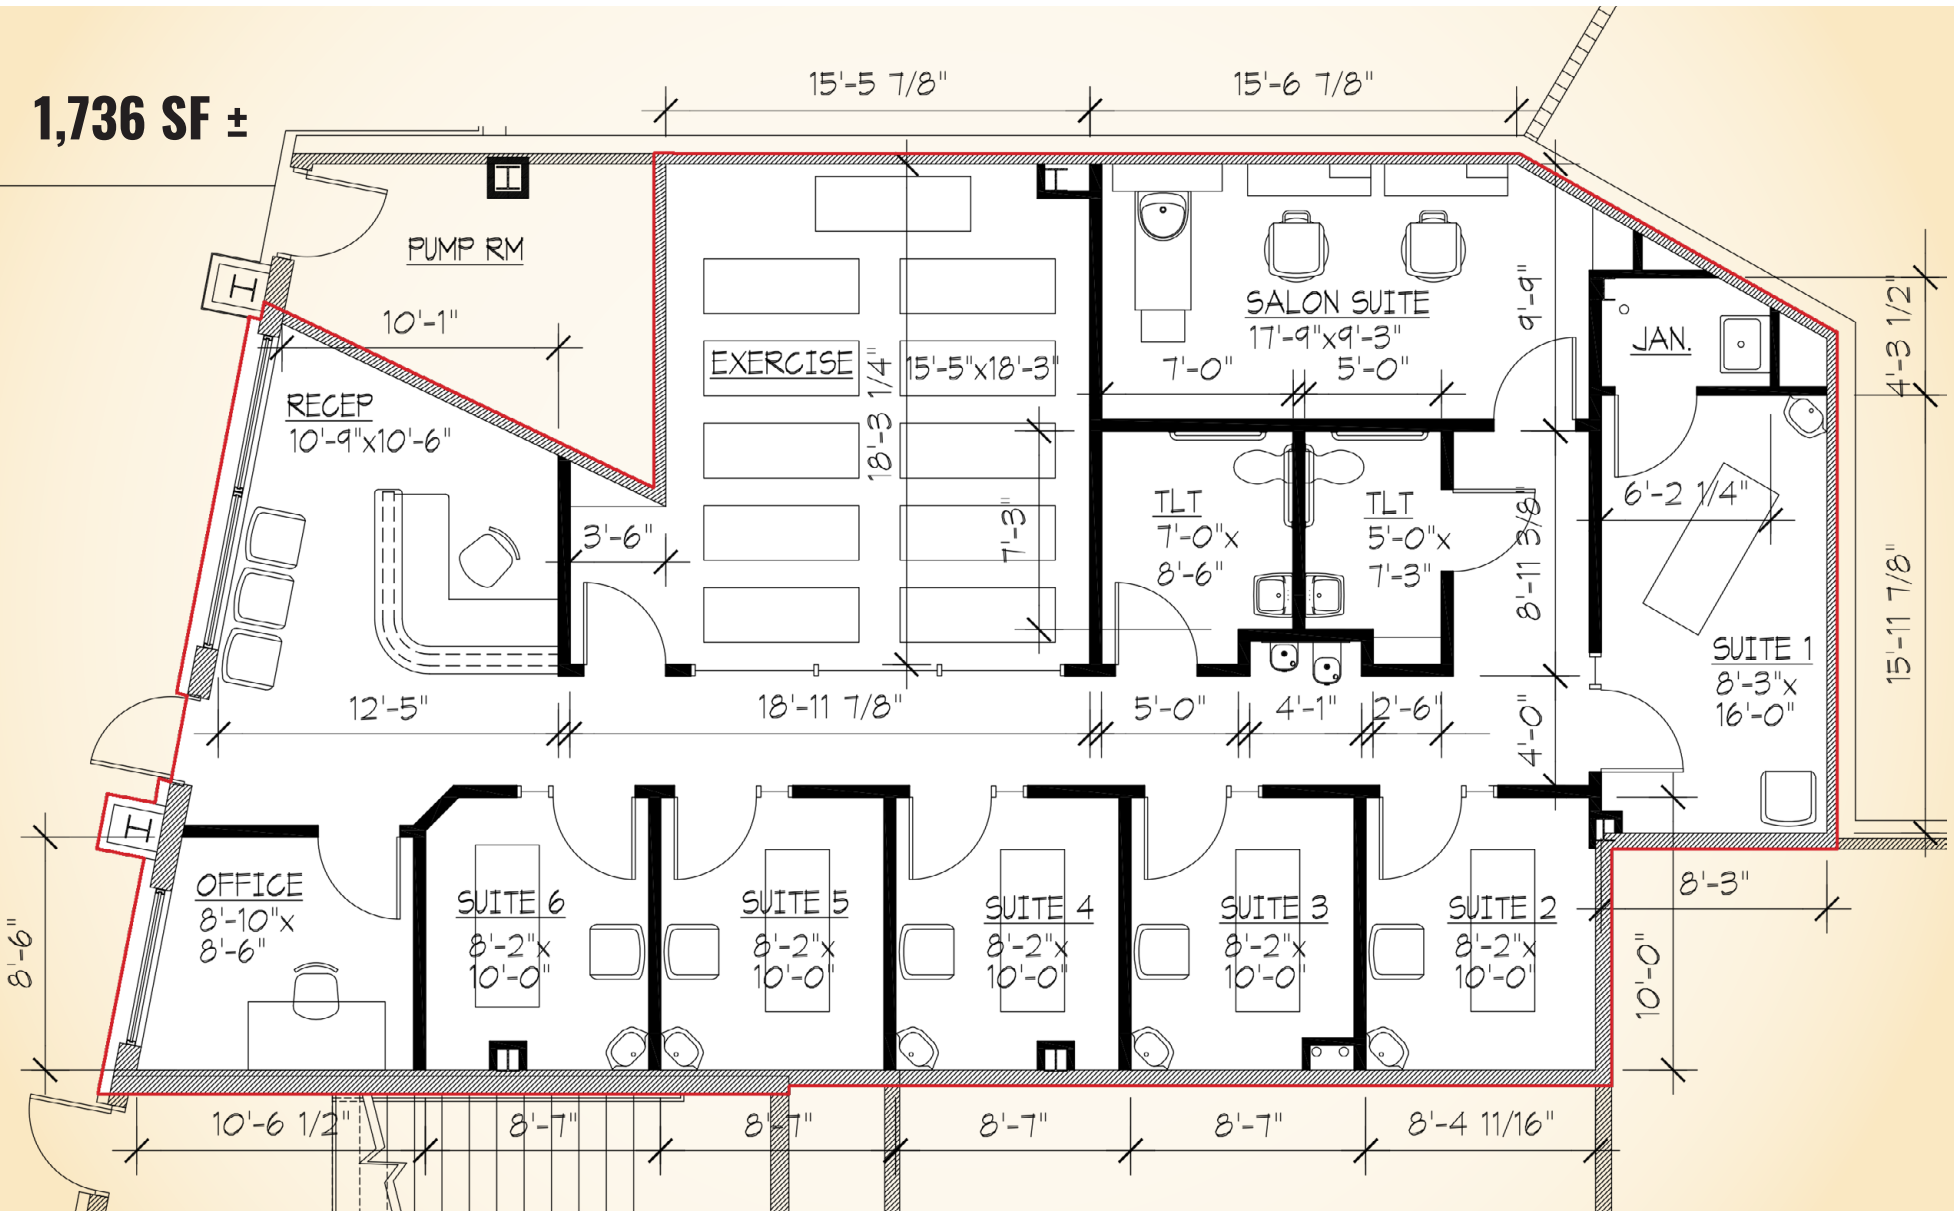 1,736 SF ±
15'-5 7/8"
15'-6 7/8"
PUMP RM
10'-1"
RECEP
10'-9"x10'-6"
EXERCISE
15'-5"x18'-3"
18'-3 1/4"
SALON SUITE
17'-9"x9'-3"
7'-0"
5'-0"
9'-9"
JAN.
4'-3 1/2"
3'-6"
7'-3"
TLT
7'-0"x
8'-6"
TLT
5'-0"x
7'-3"
8'-11 3/8"
6'-2 1/4"
SUITE 1
8'-3"x
16'-0"
15'-11 7/8"
12'-5"
18'-11 7/8"
5'-0"
4'-1"
2'-6"
4'-0"
OFFICE
8'-10"x
8'-6"
8'-6"
SUITE 6
8'-2"x
10'-0"
SUITE 5
8'-2"x
10'-0"
SUITE 4
8'-2"x
10'-0"
SUITE 3
8'-2"x
10'-0"
SUITE 2
8'-2"x
10'-0"
8'-3"
10'-0"
10'-6 1/2"
8'-7"
8'-7"
8'-7"
8'-7"
8'-4 11/16"